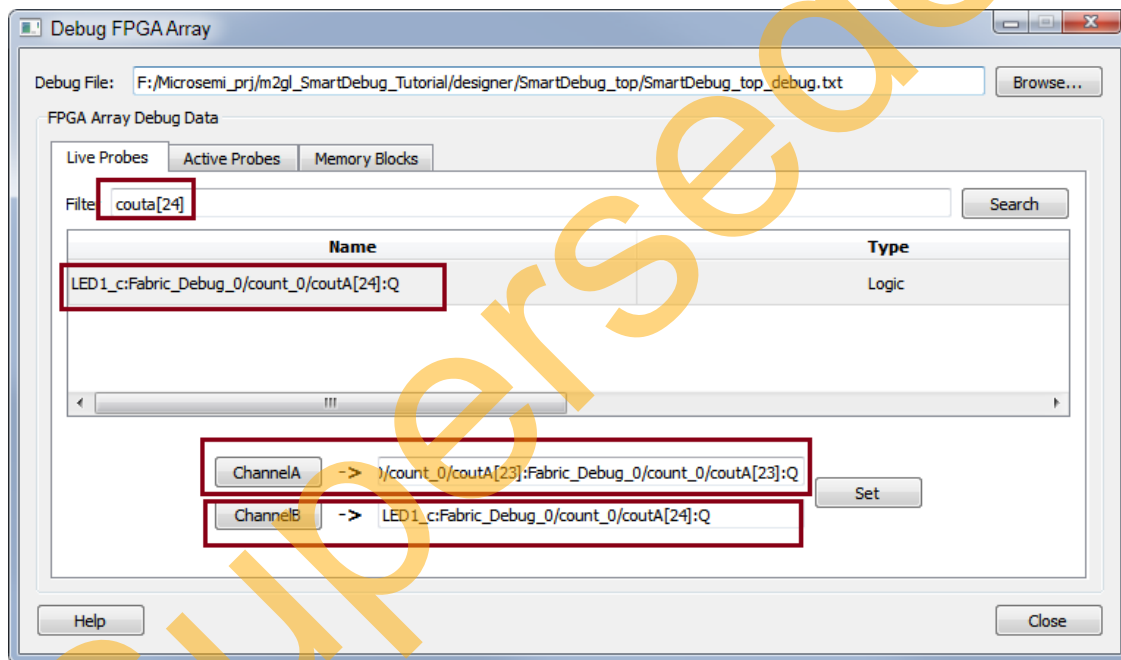 Debug FPGA Array
Debug File: F:/Microsemi_prj/m2gl_SmartDebug_Tutorial/designer/SmartDebug_top/SmartDebug_top_debug.txt Browse...
FPGA Array Debug Data
Live Probes Active Probes Memory Blocks
Filte couta[24] Search
Name Type
LED1_c:Fabric_Debug_0/count_0/coutA[24]:Q Logic
ChannelA -> )/count_0/coutA[23]:Fabric_Debug_0/count_0/coutA[23]:Q
Set
ChannelB -> LED1_c:Fabric_Debug_0/count_0/coutA[24]:Q
Help Close
Superseded